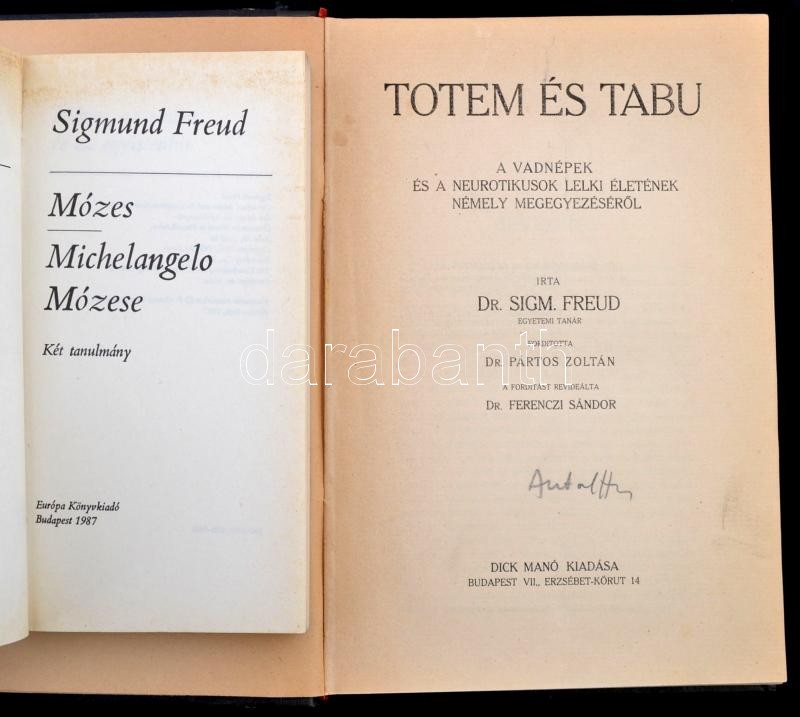 Sigmund Freud
Mózes
Michelangelo
Mózese
Két tanulmány
Európa Könyvkiadó
Budapest 1987
TOTEM ÉS TABU
A VADNÉPEK
ÉS A NEUROTIKUSOK LELKI ÉLETÉNEK
NÉMELY MEGEGYEZÉSÉRŐL
IRTA
DR. SIGM. FREUD
EGYETEMI TANÁR
FORDITOTTA
DR. PÁRTOS ZOLTÁN
A FORDITÁST REVIDEÁLTA
DR. FERENCZI SÁNDOR
DICK MANÓ KIADÁSA
BUDAPEST VII., ERZSÉBET-KÖRUT 14
darabanth